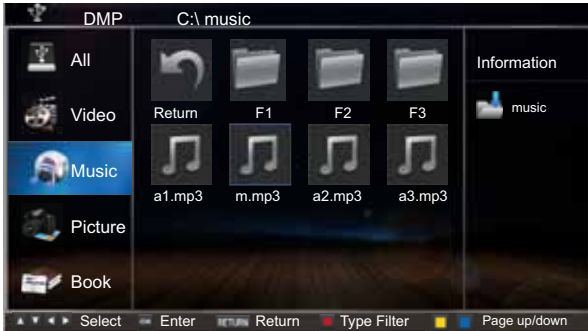 DMP C:\ music
All
Video
Music
Picture
Book
Return F1 F2 F3
a1.mp3 m.mp3 a2.mp3 a3.mp3
Information
music
Select Enter RETURN Return Type Filter Page up/down